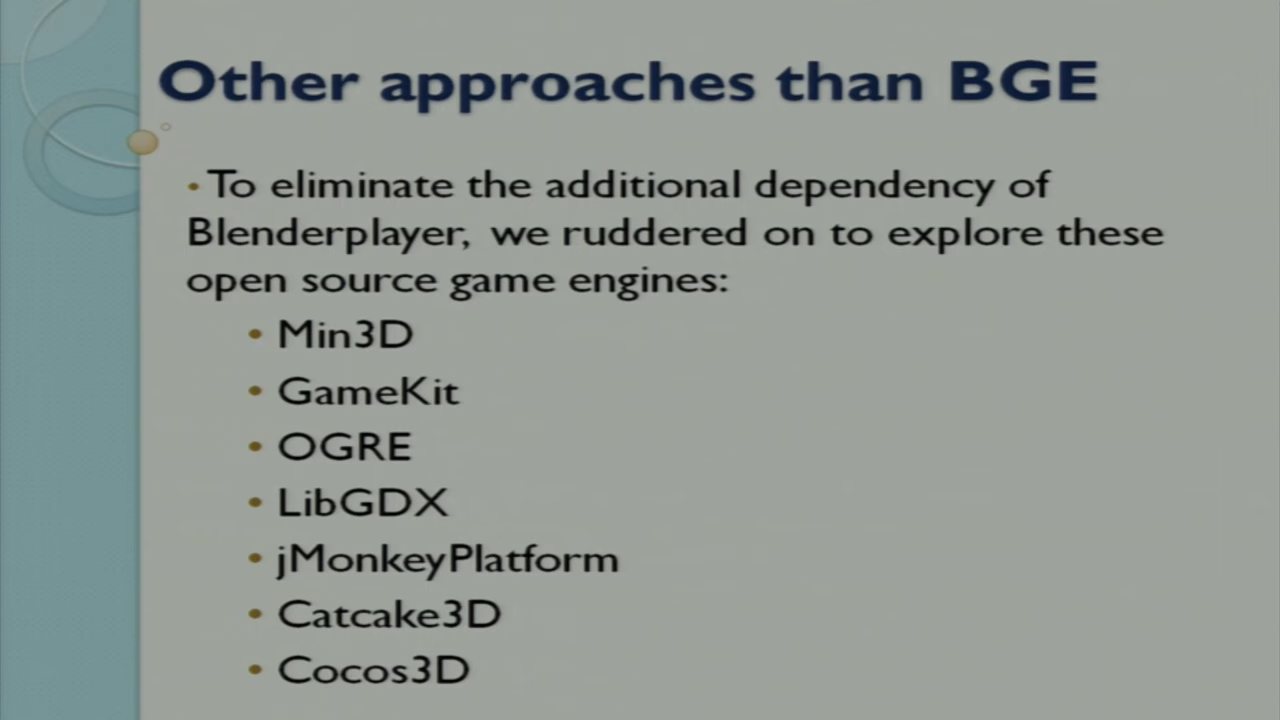 Other approaches than BGE
• To eliminate the additional dependency of
Blenderplayer, we ruddered on to explore these
open source game engines:
• Min3D
• GameKit
• OGRE
• LibGDX
• jMonkeyPlatform
• Catcake3D
• Cocos3D